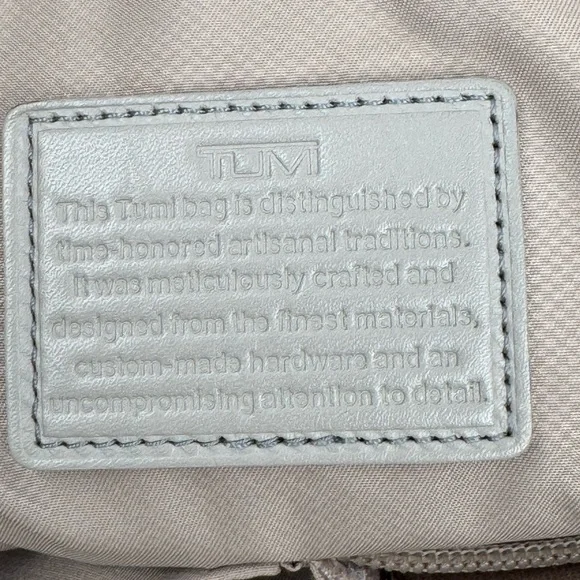 TUMI
This Tumi bag is distinguished by
time-honored artisanal traditions.
It was meticulously crafted and
designed from the finest materials,
custom-made hardware and an
uncompromising attention to detail.